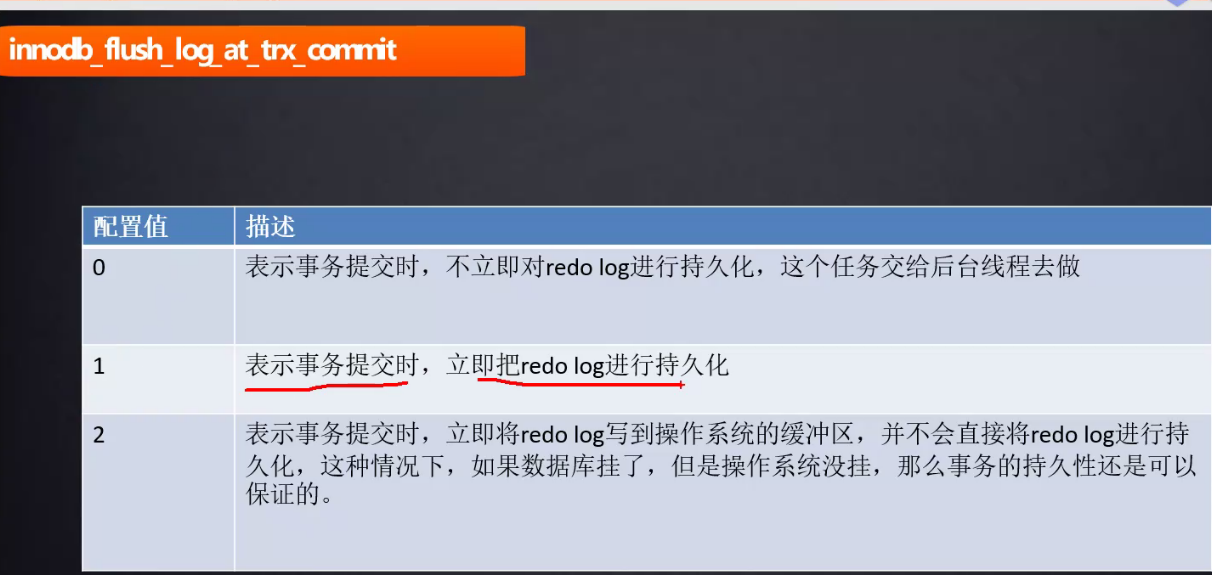 innodb_flush_log_at_trx_commit
配置值 描述
0 表示事务提交时，不立即对redo log进行持久化，这个任务交给后台线程去做
1 表示事务提交时，立即把redo log进行持久化
2 表示事务提交时，立即将redo log写到操作系统的缓冲区，并不会直接将redo log进行持
久化，这种情况下，如果数据库挂了，但是操作系统没挂，那么事务的持久性还是可以
保证的。